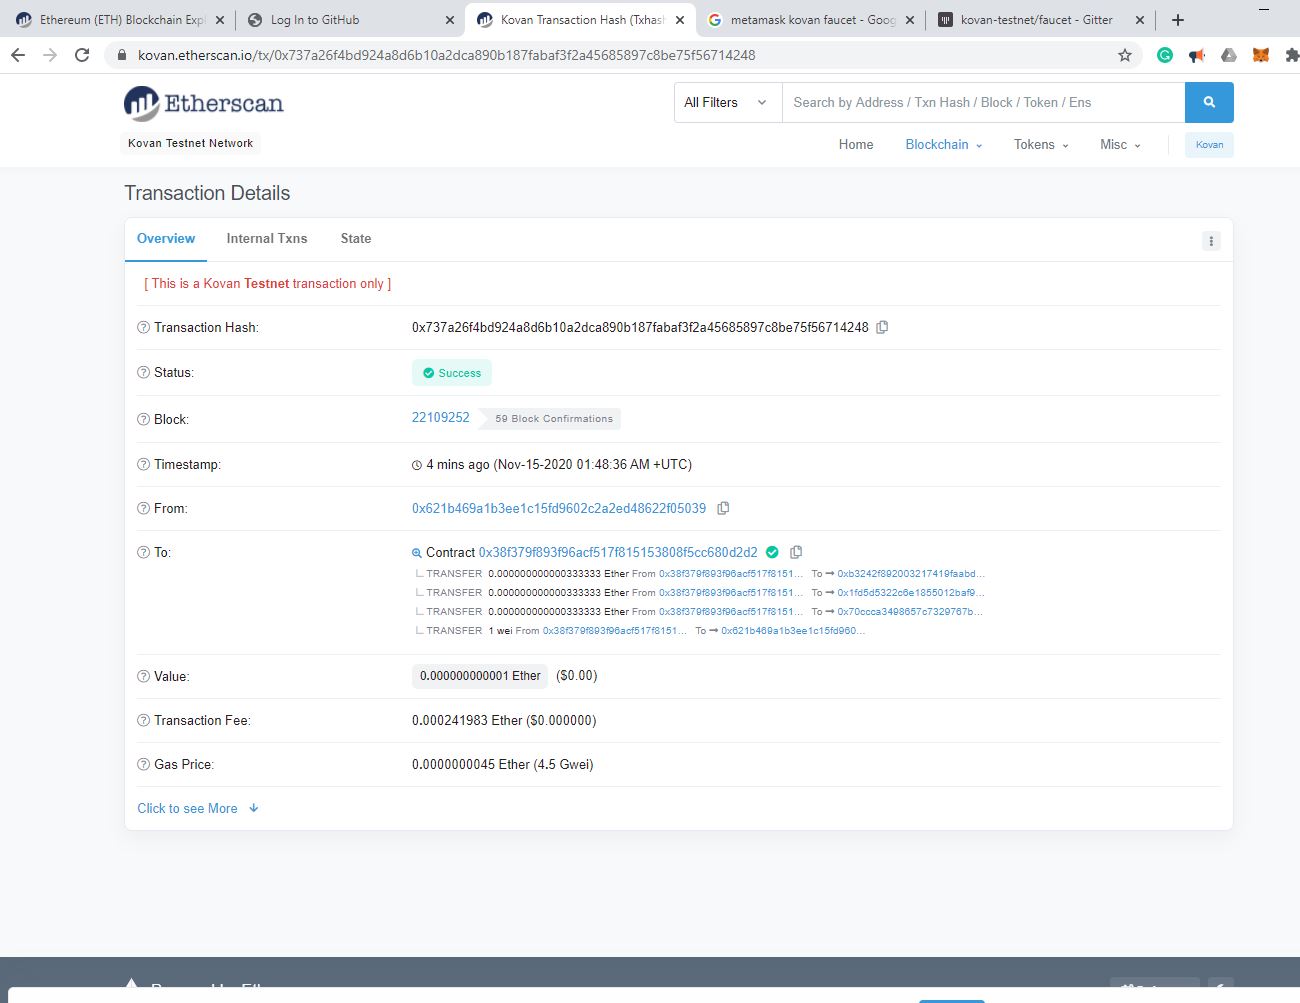 Ethereum (ETH) Blockchain Expl
Log In to GitHub
Kovan Transaction Hash (Txhash
metamask kovan faucet - Goog
kovan-testnet/faucet - Gitter
kovan.etherscan.io/tx/0x737a26f4bd924a8d6b10a2dca890b187fabaf3f2a45685897c8be75f56714248
Etherscan
All Filters
Search by Address / Txn Hash / Block / Token / Ens
Kovan Testnet Network
Home Blockchain Tokens Misc Kovan
Transaction Details
Overview Internal Txns State
[ This is a Kovan Testnet transaction only ]
Transaction Hash: 0x737a26f4bd924a8d6b10a2dca890b187fabaf3f2a45685897c8be75f56714248
Status: Success
Block: 22109252 59 Block Confirmations
Timestamp: 4 mins ago (Nov-15-2020 01:48:36 AM +UTC)
From: 0x621b469a1b3ee1c15fd9602c2a2ed48622f05039
To: Contract 0x38f379f893f96acf517f815153808f5cc680d2d2
TRANSFER 0.000000000000333333 Ether From 0x38f379f893f96acf517f8151... To → 0xb3242f892003217419faabd...
TRANSFER 0.000000000000333333 Ether From 0x38f379f893f96acf517f8151... To → 0x1fd5d5322c6e1855012baf9...
TRANSFER 0.000000000000333333 Ether From 0x38f379f893f96acf517f8151... To → 0x70ccca3498657c7329767b...
TRANSFER 1 wei From 0x38f379f893f96acf517f8151... To → 0x621b469a1b3ee1c15fd960...
Value: 0.000000000001 Ether ($0.00)
Transaction Fee: 0.000241983 Ether ($0.000000)
Gas Price: 0.0000000045 Ether (4.5 Gwei)
Click to see More